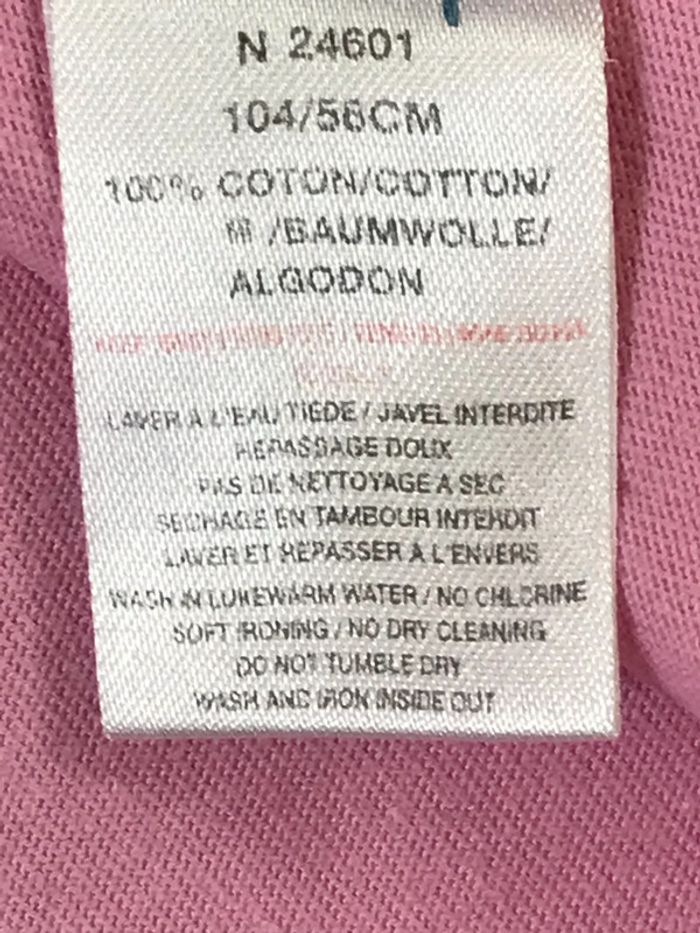 N 24601
104/56CM
100% COTON/COTTON/
綿 /BAUMWOLLE/
ALGODON
LAVER A L'EAU TIEDE / JAVEL INTERDITE
REPASSAGE DOUX
PAS DE NETTOYAGE A SEC
SECHAGE EN TAMBOUR INTERDIT
LAVER ET REPASSER A L'ENVERS
WASH IN LUKEWARM WATER / NO CHLORINE
SOFT IRONING / NO DRY CLEANING
DO NOT TUMBLE DRY
WASH AND IRON INSIDE OUT